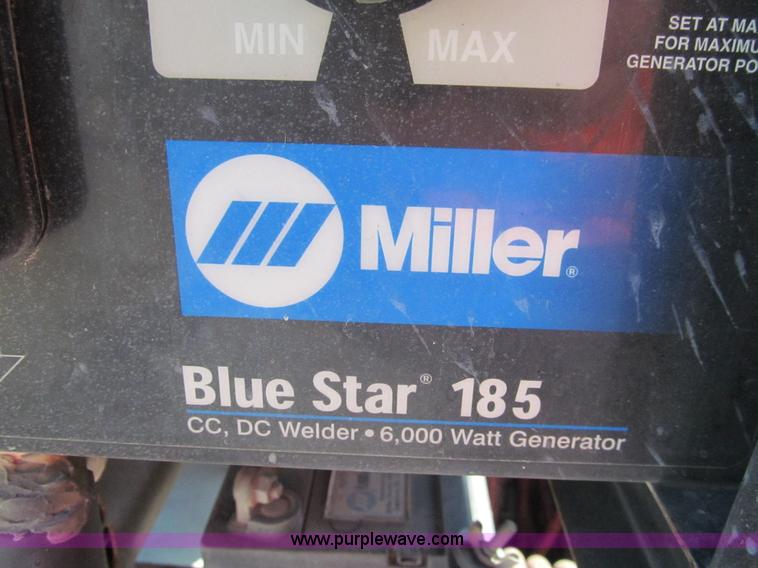 MIN MAX
SET AT MA
FOR MAXIMU
GENERATOR PO
Miller®
Blue Star® 185
CC, DC Welder • 6,000 Watt Generator
www.purplewave.com